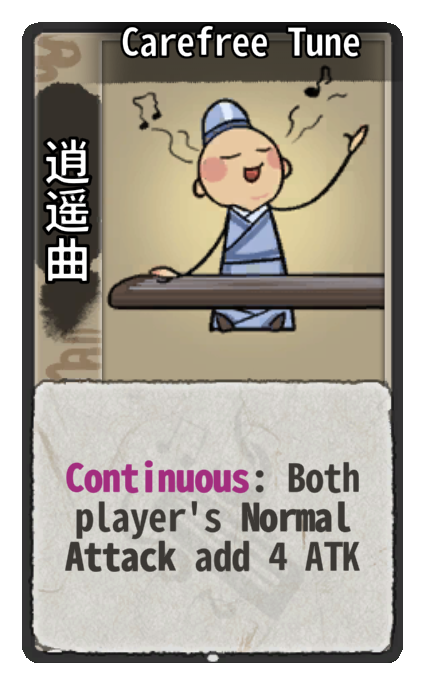 Carefree Tune
逍遥曲
Continuous: Both
player's Normal
Attack add 4 ATK